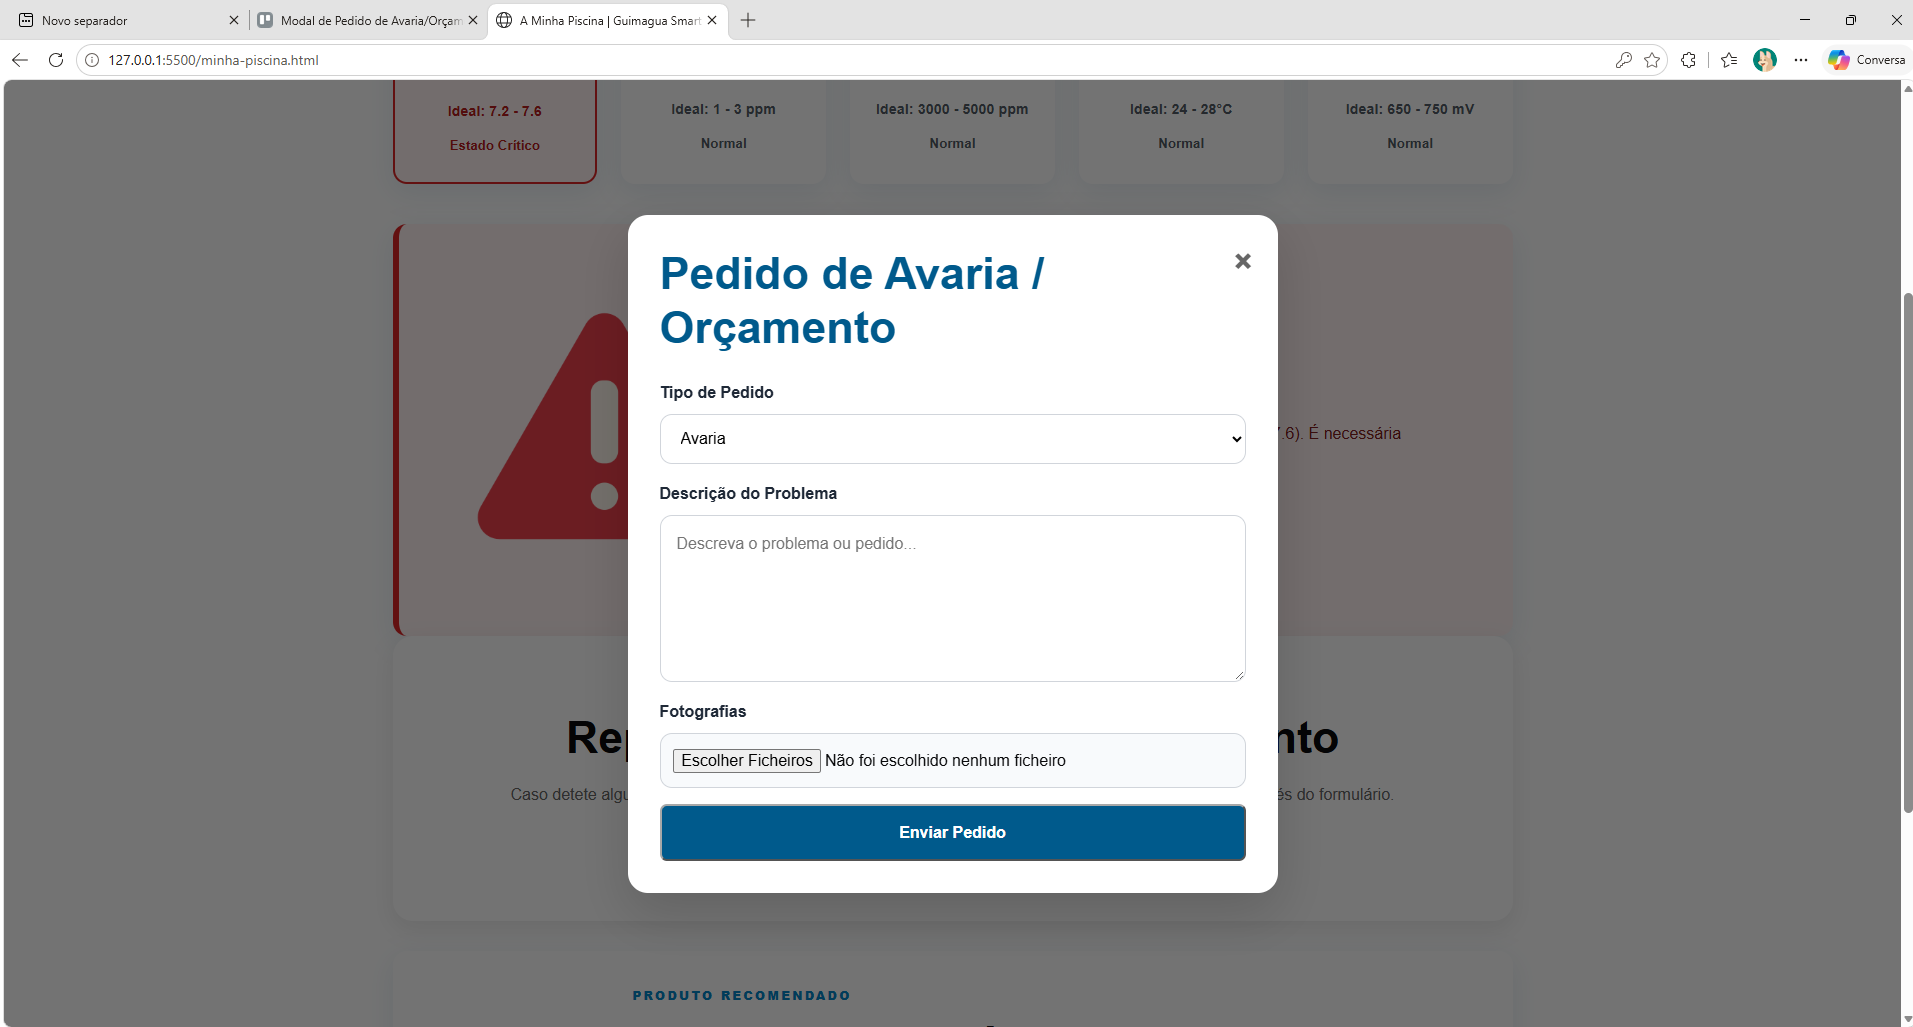 Novo separador
Modal de Pedido de Avaria/Orçam
A Minha Piscina | Guimagua Smart
127.0.0.1:5500/minha-piscina.html
Conversa
Ideal: 7.2 - 7.6
Estado Crítico
Ideal: 1 - 3 ppm
Normal
Ideal: 3000 - 5000 ppm
Normal
Ideal: 24 - 28°C
Normal
Ideal: 650 - 750 mV
Normal
Pedido de Avaria /
Orçamento
Tipo de Pedido
Avaria
7.6). É necessária
Descrição do Problema
Descreva o problema ou pedido...
Fotografias
Escolher Ficheiros Não foi escolhido nenhum ficheiro
Enviar Pedido
Rep
nto
Caso detete algu
és do formulário.
PRODUTO RECOMENDADO